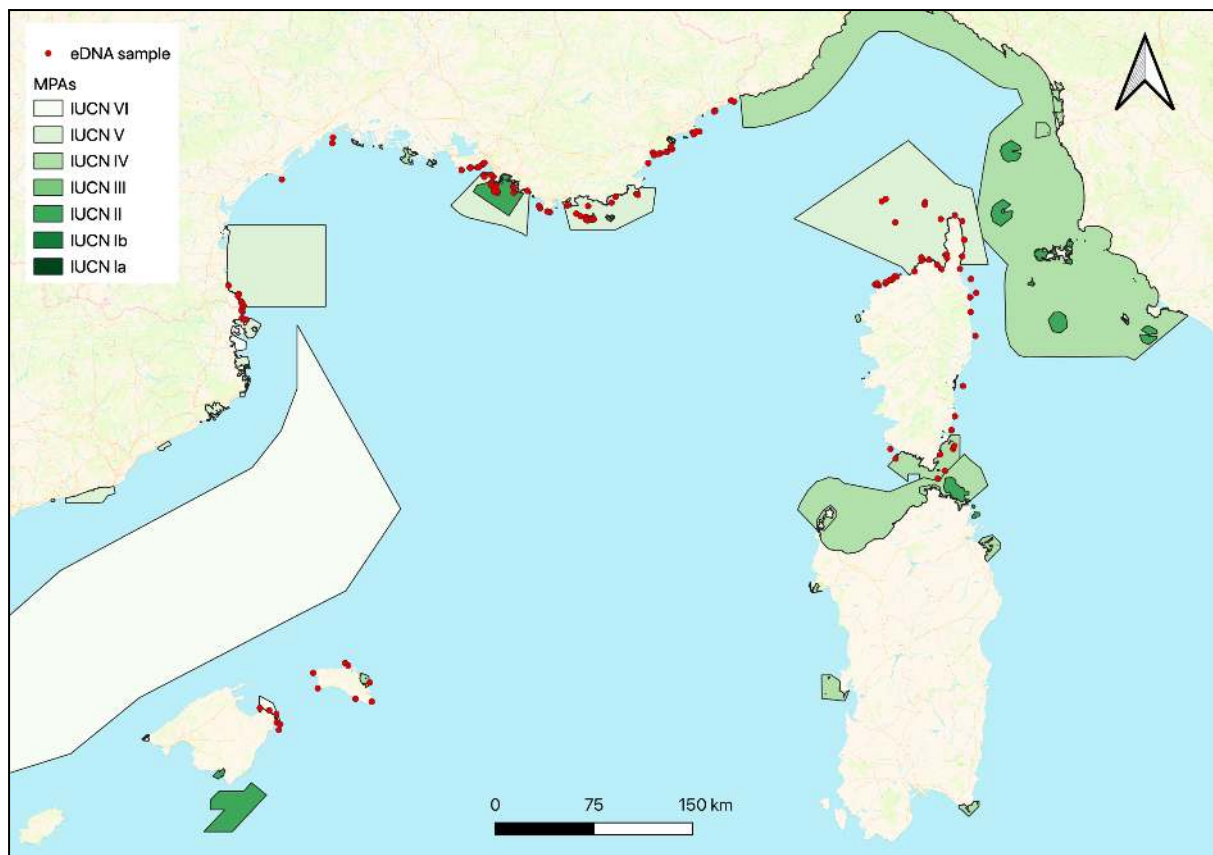 eDNA sample
MPAs
IUCN VI
IUCN V
IUCN IV
IUCN III
IUCN II
IUCN Ib
IUCN Ia
0 75 150 km